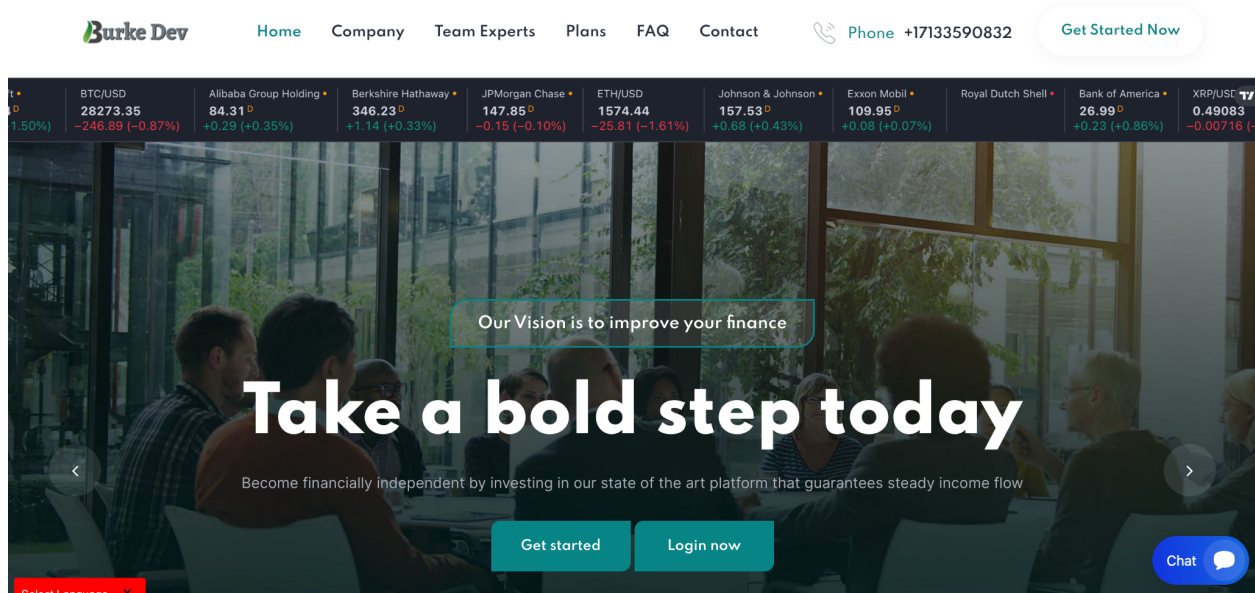 Burke Dev
Home Company Team Experts Plans FAQ Contact Phone +17133590832 Get Started Now
BTC/USD Alibaba Group Holding Berkshire Hathaway JPMorgan Chase ETH/USD Johnson & Johnson Exxon Mobil Royal Dutch Shell Bank of America XRP/USD
28273.35 84.31 D 346.23 D 147.85 D 1574.44 157.53 D 109.95 D 26.99 D 0.49083
1.50%) −246.89 (−0.87%) +0.29 (+0.35%) +1.14 (+0.33%) −0.15 (−0.10%) −25.81 (−1.61%) +0.68 (+0.43%) +0.08 (+0.07%) +0.23 (+0.86%) −0.00716
Our Vision is to improve your finance
Take a bold step today
Become financially independent by investing in our state of the art platform that guarantees steady income flow
Get started Login now
Chat
Select Language